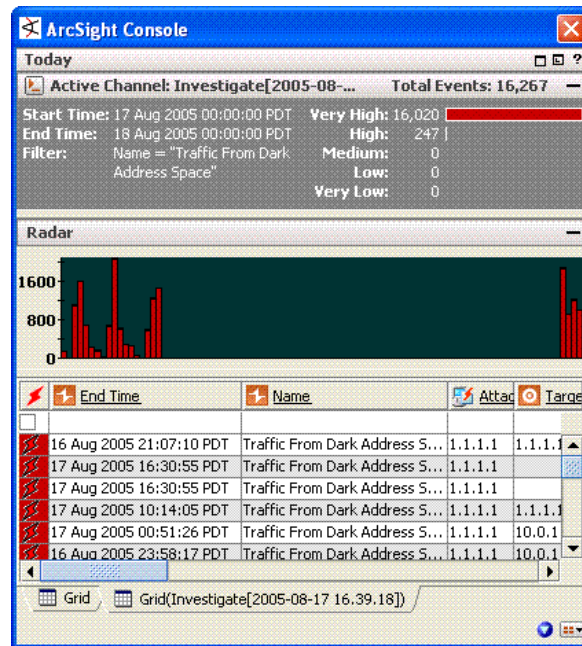 ArcSight Console
Today
Active Channel: Investigate[2005-08-... Total Events: 16,267
Start Time: 17 Aug 2005 00:00:00 PDT Very High: 16,020
End Time: 18 Aug 2005 00:00:00 PDT High: 247
Filter: Name = "Traffic From Dark Medium: 0
Address Space" Low: 0
Very Low: 0
Radar
1600
800
0
End Time Name Attac Targe
16 Aug 2005 21:07:10 PDT Traffic From Dark Address S... 1.1.1.1 1.1.1.1
17 Aug 2005 16:30:55 PDT Traffic From Dark Address S... 1.1.1.1
17 Aug 2005 16:30:55 PDT Traffic From Dark Address S... 1.1.1.1
17 Aug 2005 10:14:05 PDT Traffic From Dark Address S... 1.1.1.1 1.1.1.1
17 Aug 2005 00:51:26 PDT Traffic From Dark Address S... 1.1.1.1 10.0.1
16 Aug 2005 23:58:17 PDT Traffic From Dark Address S... 1.1.1.1 10.0.1
Grid Grid(Investigate[2005-08-17 16.39.18])